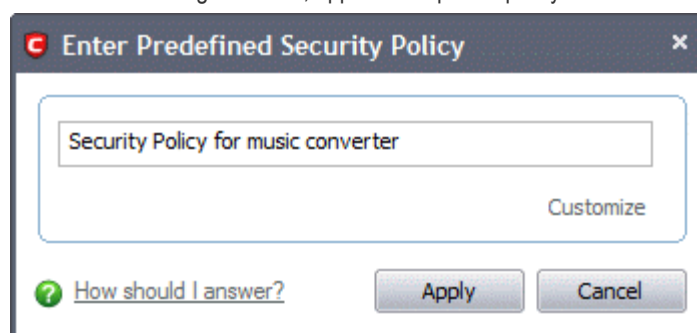 Enter Predefined Security Policy
Security Policy for music converter
Customize
How should I answer?
Apply
Cancel